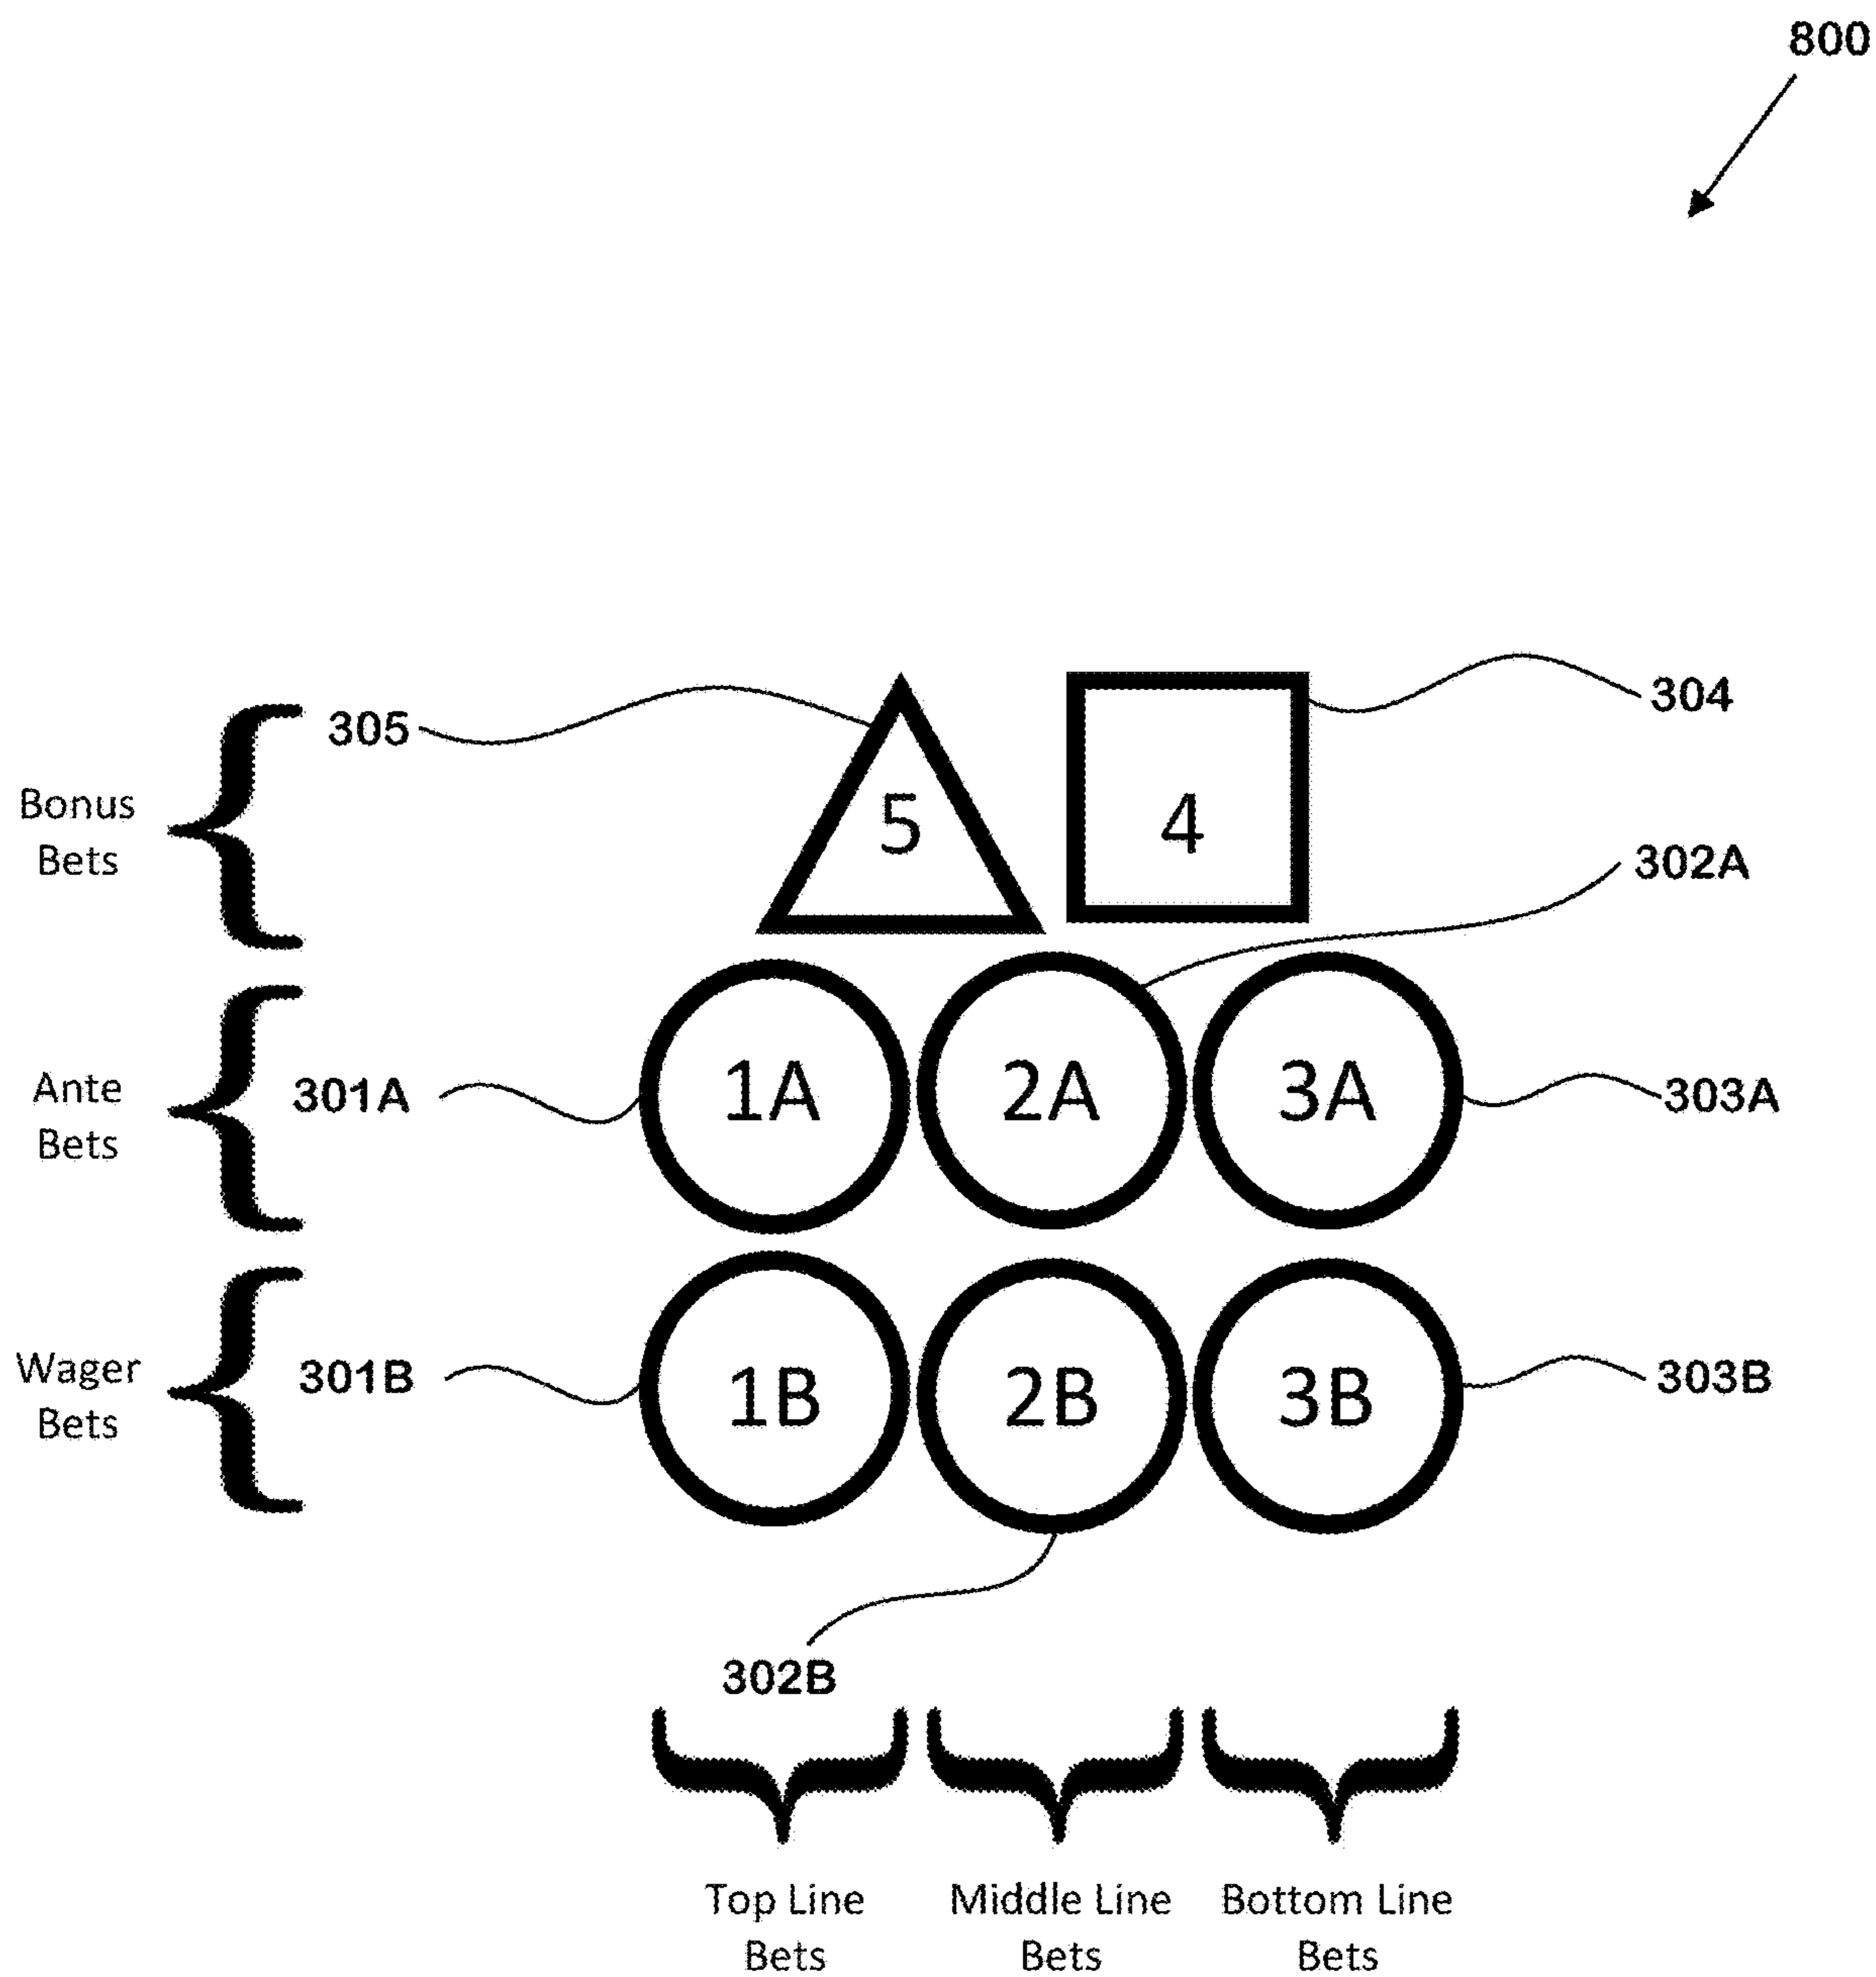 800
305
304
Bonus
Bets
5
4
302A
Ante
Bets
301A
1A
2A
3A
303A
Wager
Bets
301B
1B
2B
3B
303B
302B
Top Line
Bets
Middle Line
Bets
Bottom Line
Bets